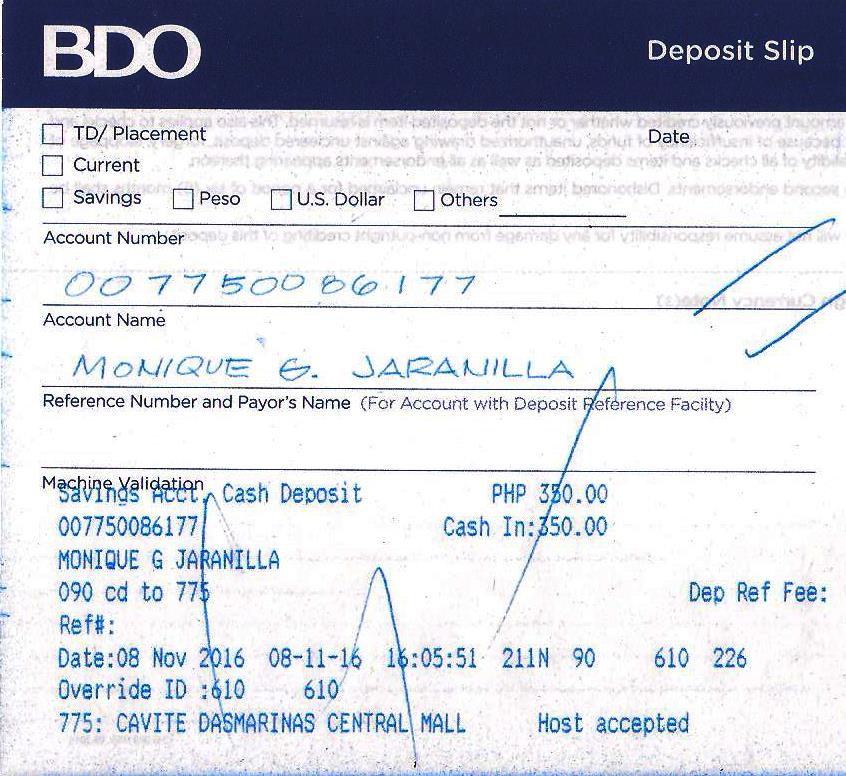 BDO
Deposit Slip
TD/ Placement
Date
Current
Savings Peso U.S. Dollar Others
Account Number
007750086177
Account Name
MONIQUE G. JARANILLA
Reference Number and Payor's Name (For Account with Deposit Reference Facilty)
Machine Validation
Savings Acct. Cash Deposit PHP 350.00
007750086177 Cash In:350.00
MONIQUE G JARANILLA
090 cd to 775 Dep Ref Fee:
Ref#:
Date:08 Nov 2016 08-11-16 16:05:51 211N 90 610 226
Override ID :610 610
775: CAVITE DASMARINAS CENTRAL MALL Host accepted